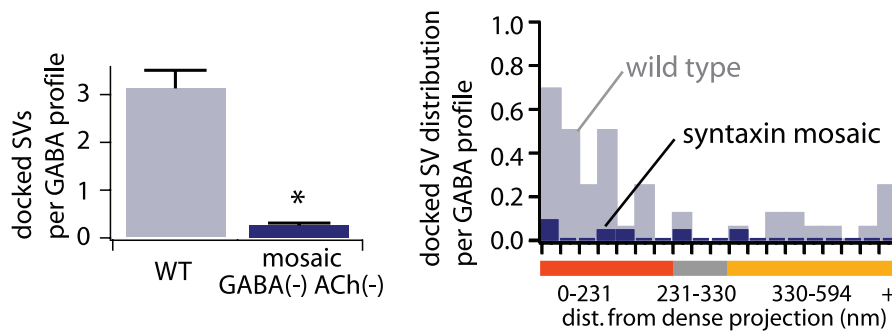 docked SVs
per GABA profile
3
2
1
0
*
WT
mosaic
GABA(-) ACh(-)
docked SV distribution
per GABA profile
1.0
0.8
0.6
0.4
0.2
0.0
wild type
syntaxin mosaic
0-231
231-330
330-594
+
dist. from dense projection (nm)